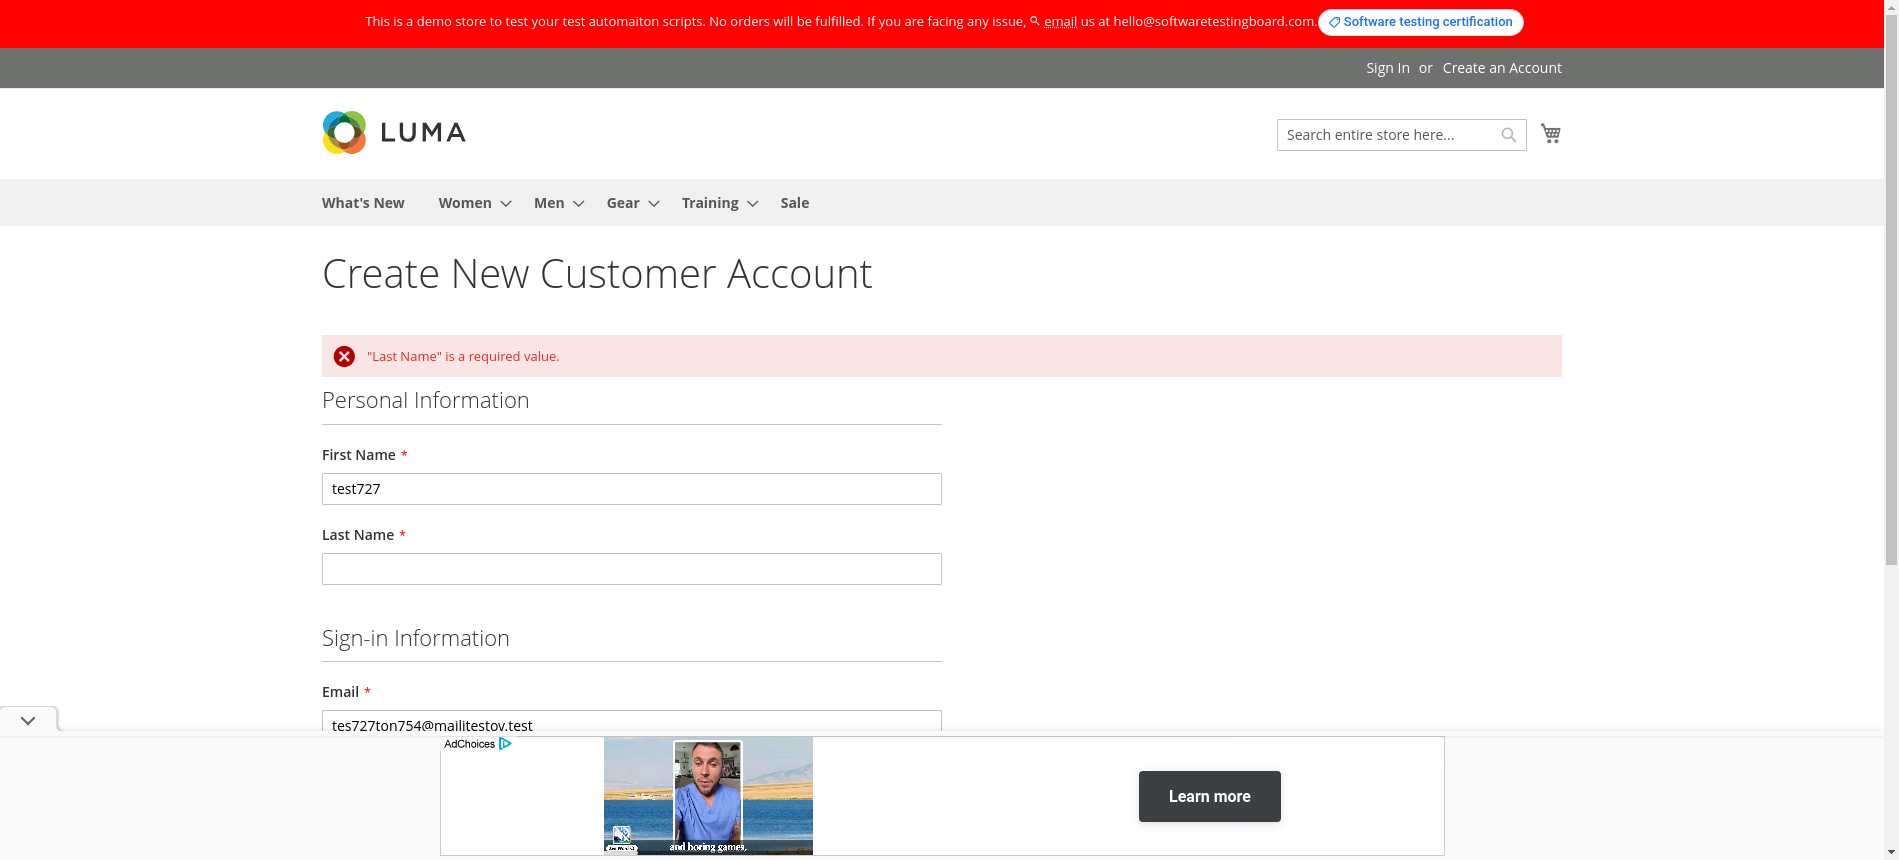 This is a demo store to test your test automaiton scripts. No orders will be fulfilled. If you are facing any issue, email us at hello@softwaretestingboard.com. Software testing certification
Sign In or Create an Account
LUMA
Search entire store here...
What's New Women Men Gear Training Sale
Create New Customer Account
"Last Name" is a required value.
Personal Information
First Name *
test727
Last Name *
Sign-in Information
Email *
tes727ton754@mailitestov.test
AdChoices
Learn more
and boring games,